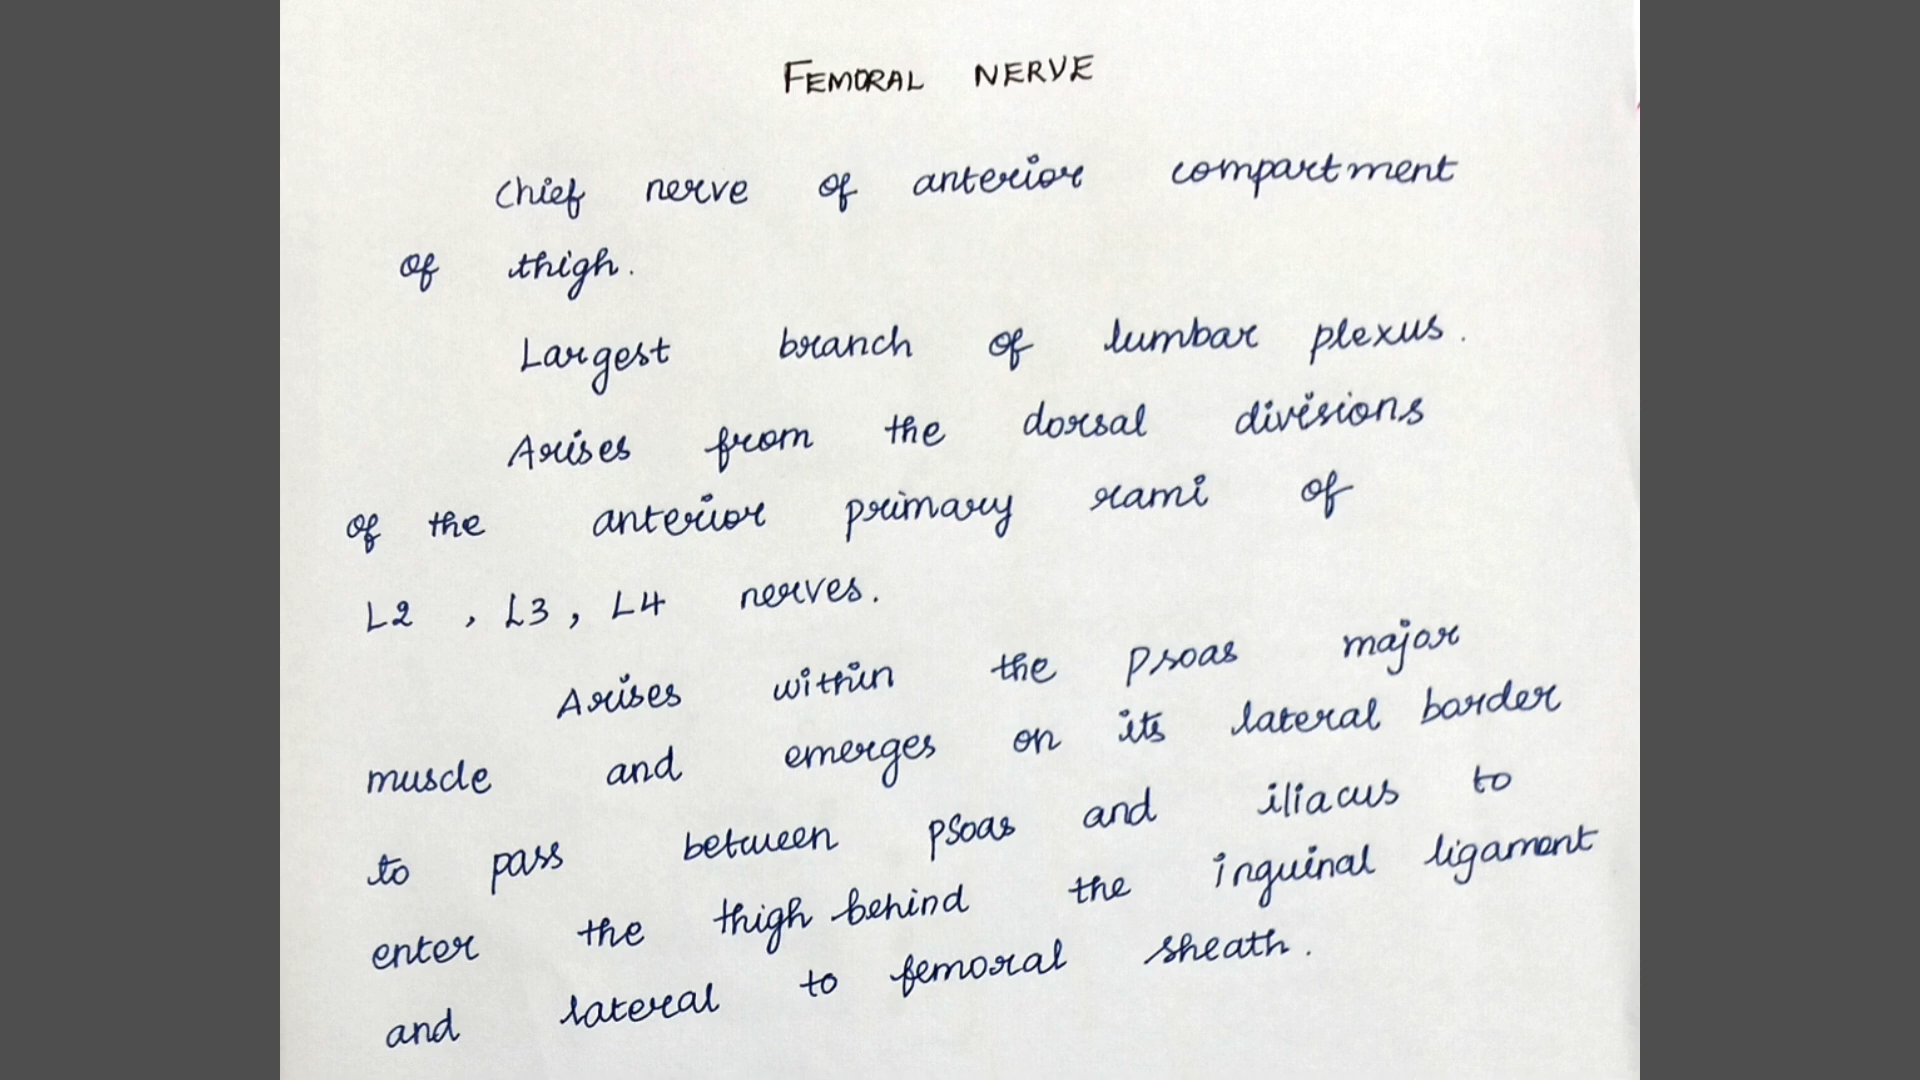 FEMORAL NERVE
Chief nerve of anterior compartment
of thigh.
Largest branch of lumbar plexus.
Arises from the dorsal divisions
of the anterior primary rami of
L2 , L3 , L4 nerves.
Arises within the Psoas major
muscle and emerges on its lateral barder
to pass between psoas and iliacus to
enter the thigh behind the inguinal ligament
and lateral to femoral sheath.